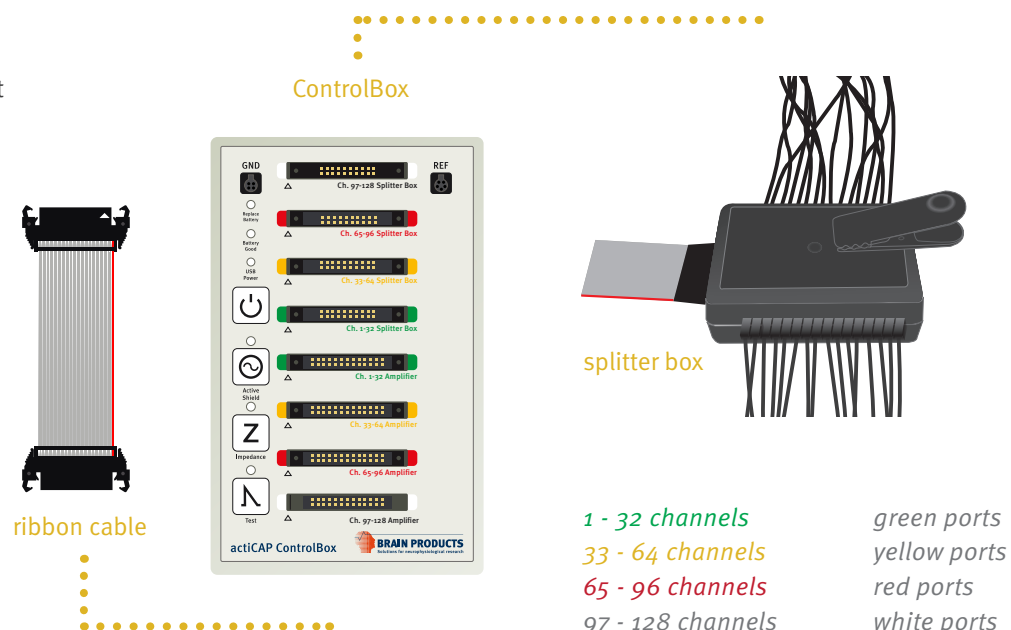 t
ControlBox
GND
REF
Ch. 97-128 Splitter Box
Replace
Battery
Ch. 65-96 Splitter Box
Battery
Good
USB
Power
Ch. 33-64 Splitter Box
Ch. 1-32 Splitter Box
Ch. 1-32 Amplifier
Active
Shield
Ch. 33-64 Amplifier
Z
Impedance
Ch. 65-96 Amplifier
Test
Ch. 97-128 Amplifier
actiCAP ControlBox
BRAIN PRODUCTS
Solutions for neurophysiological research
splitter box
ribbon cable
1 - 32 channels green ports
33 - 64 channels yellow ports
65 - 96 channels red ports
97 - 128 channels white ports